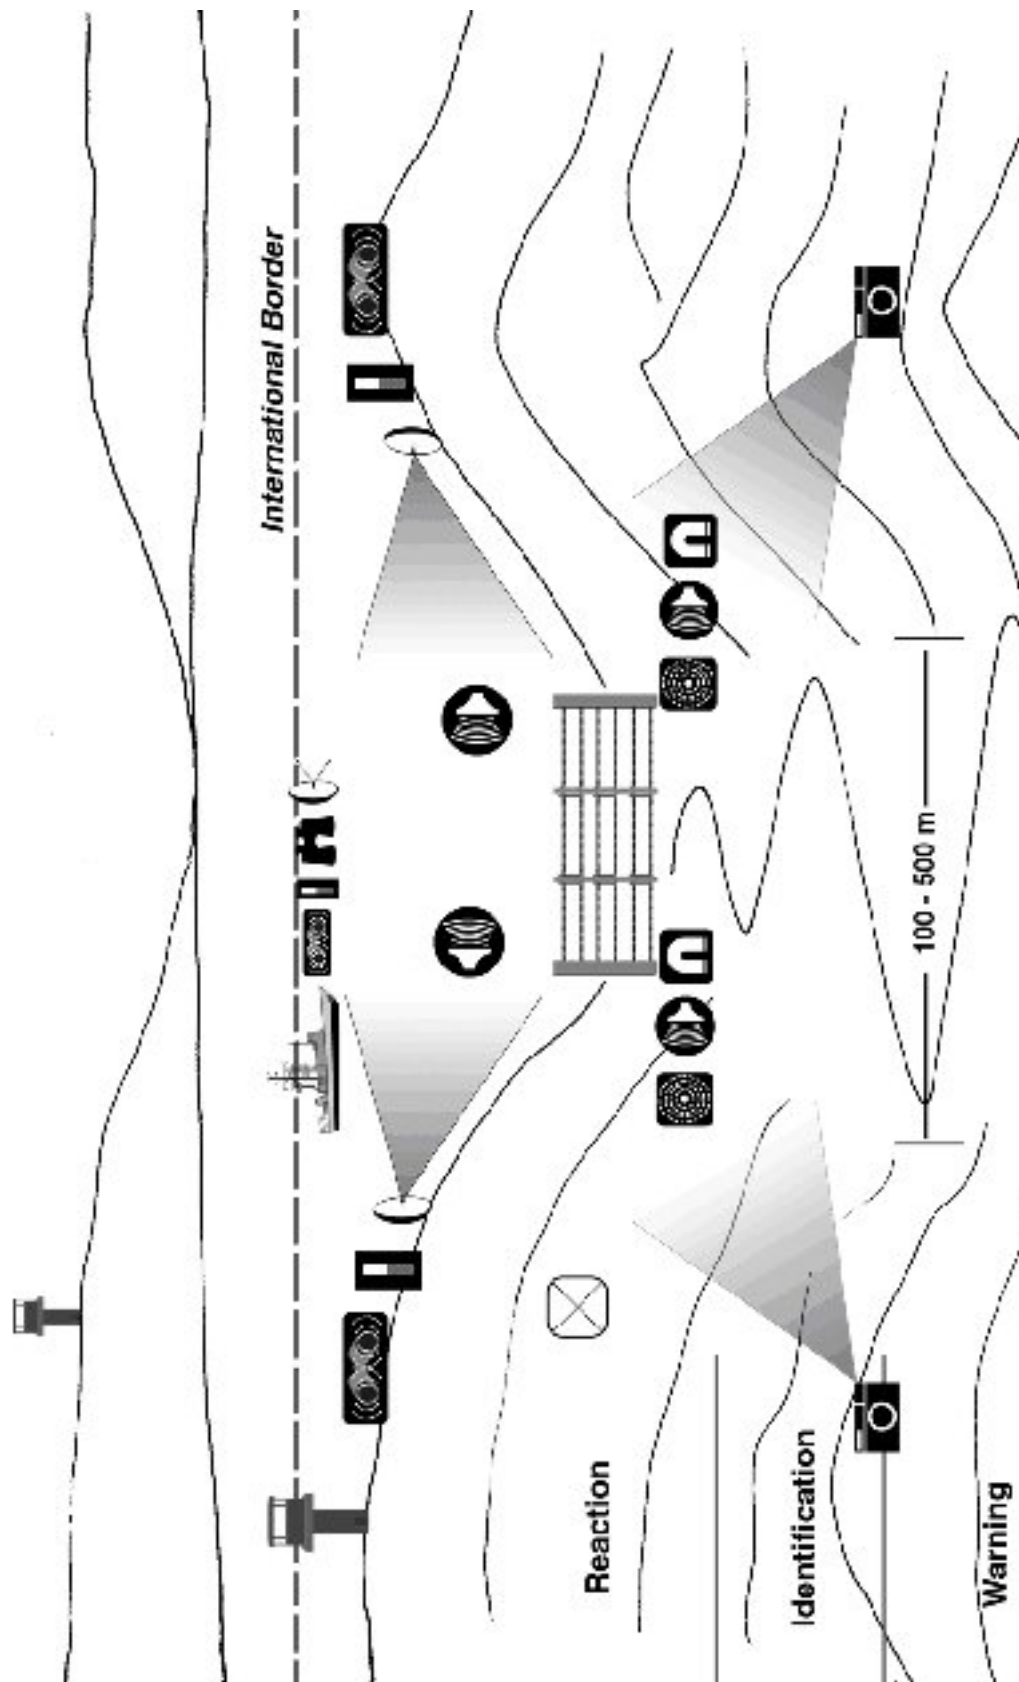 International Border
100 - 500 m
Reaction
Identification
Warning